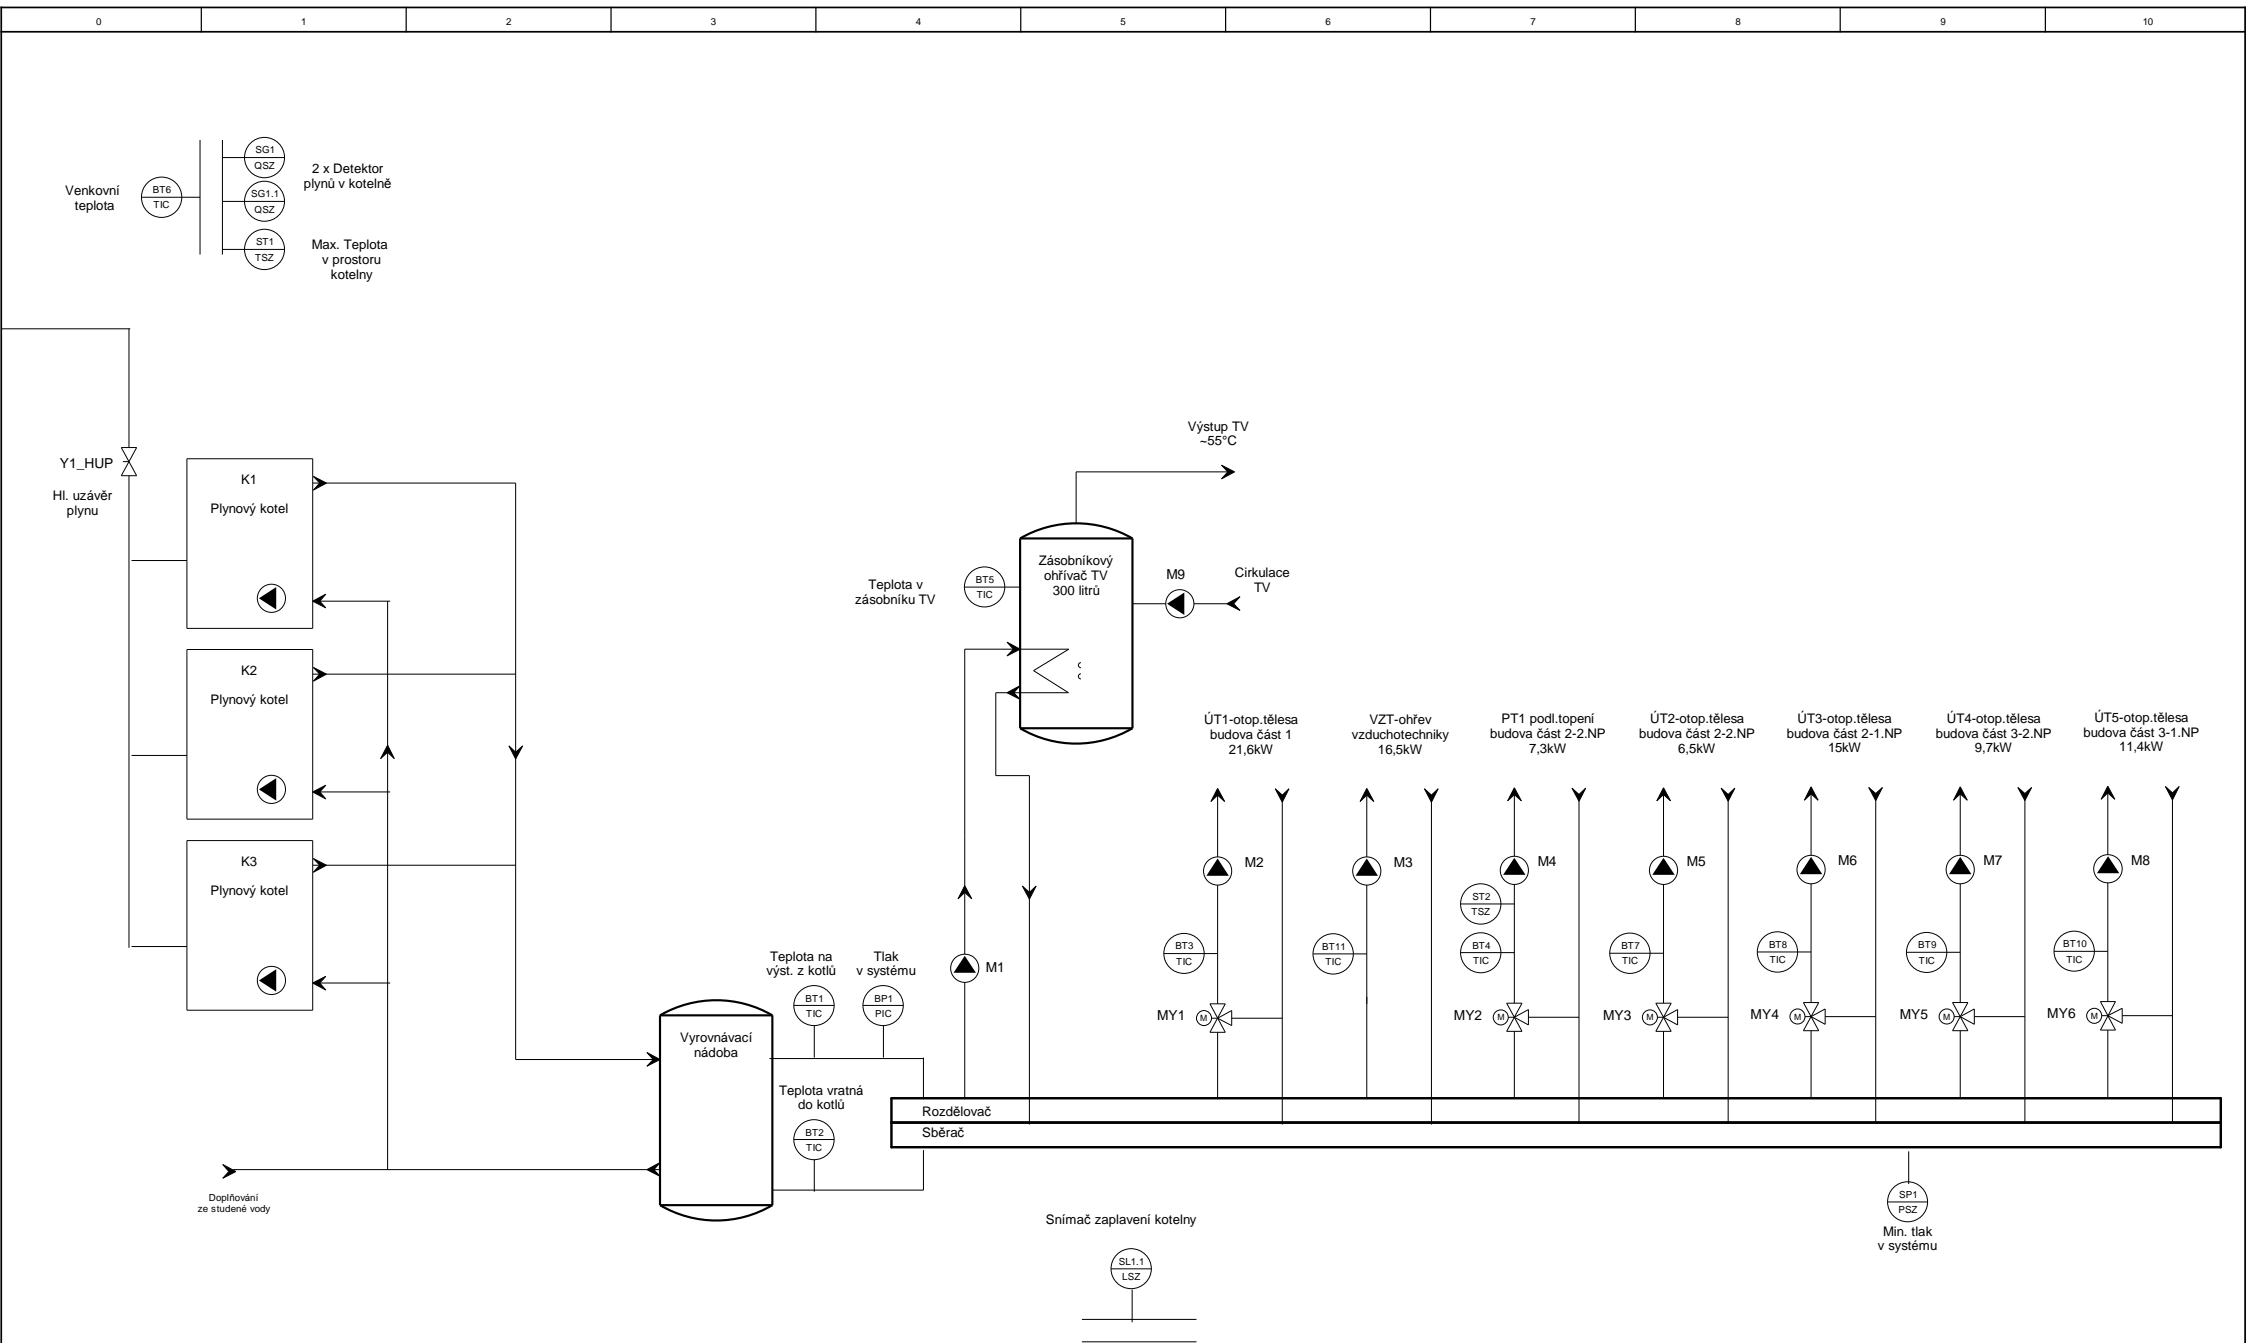 0 1 2 3 4 5 6 7 8 9 10
SG1
QSZ
2 x Detektor
plynů v kotelně
Venkovní
teplota
BT6
TIC
SG1.1
QSZ
ST1
TSZ
Max. Teplota
v prostoru
kotelny
Y1_HUP
Hl. uzávěr
plynu
K1
Plynový kotel
K2
Plynový kotel
K3
Plynový kotel
Výstup TV
~55°C
Zásobníkový
ohřívač TV
300 litrů
Teplota v
zásobníku TV
BT5
TIC
M9
Cirkulace
TV
ÚT1-otop.tělesa
budova část 1
21,6kW
VZT-ohřev
vzduchotechniky
16,5kW
PT1 podl.topení
budova část 2-2.NP
7,3kW
ÚT2-otop.tělesa
budova část 2-2.NP
6,5kW
ÚT3-otop.tělesa
budova část 2-1.NP
15kW
ÚT4-otop.tělesa
budova část 3-2.NP
9,7kW
ÚT5-otop.tělesa
budova část 3-1.NP
11,4kW
M2
M3
M4
M5
M6
M7
M8
ST2
TSZ
BT3
TIC
BT11
TIC
BT4
TIC
BT7
TIC
BT8
TIC
BT9
TIC
BT10
TIC
M1
Teplota na
výst. z kotlů
BT1
TIC
Tlak
v systému
BP1
PIC
MY1 M
MY2 M
MY3 M
MY4 M
MY5 M
MY6 M
Vyrovnávací
nádoba
Teplota vratná
do kotlů
BT2
TIC
Rozdělovač
Sběrač
Doplňování
ze studené vody
SP1
PSZ
Min. tlak
v systému
Snímač zaplavení kotelny
SL1.1
LSZ